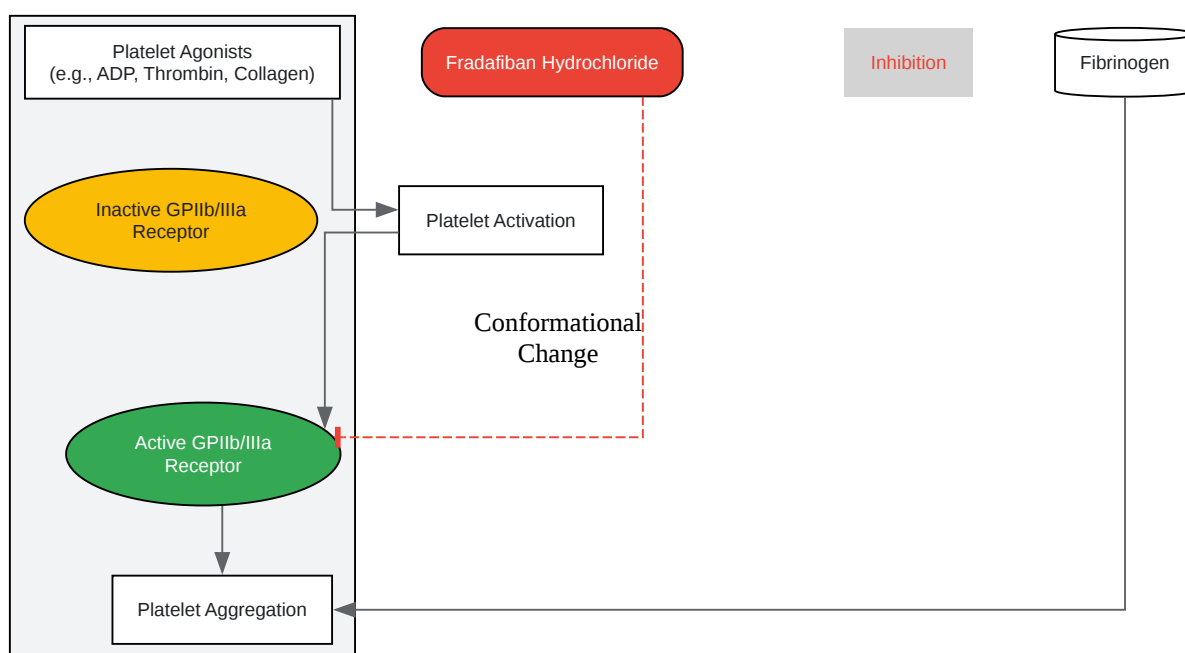 Platelet Agonists
(e.g., ADP, Thrombin, Collagen)
Fradafiban Hydrochloride
Inhibition
Fibrinogen
Inactive GPIIb/IIIa
Receptor
Platelet Activation
Conformational
Change
Active GPIIb/IIIa
Receptor
Platelet Aggregation